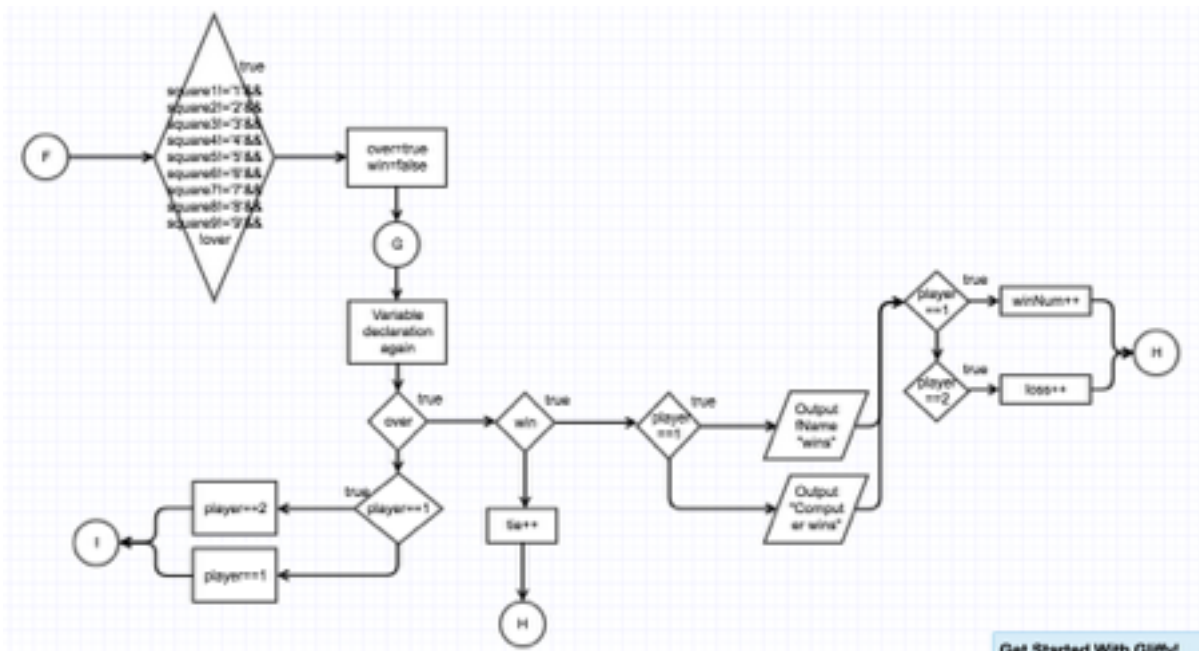 F
true
square1!='1'&&
square2!='2'&&
square3!='3'&&
square4!='4'&&
square5!='5'&&
square6!='6'&&
square7!='7'&&
square8!='8'&&
square9!='9'&&
!over
over=true
win=false
G
Variable
declaration
again
over
true
win
true
player
==1
true
Output
fName
"wins"
Output
"Comput
er wins"
player
==1
true
winNum++
player
==2
true
loss++
H
true
player==1
player==2
player==1
I
tie++
H
Get Started With Gliffy!